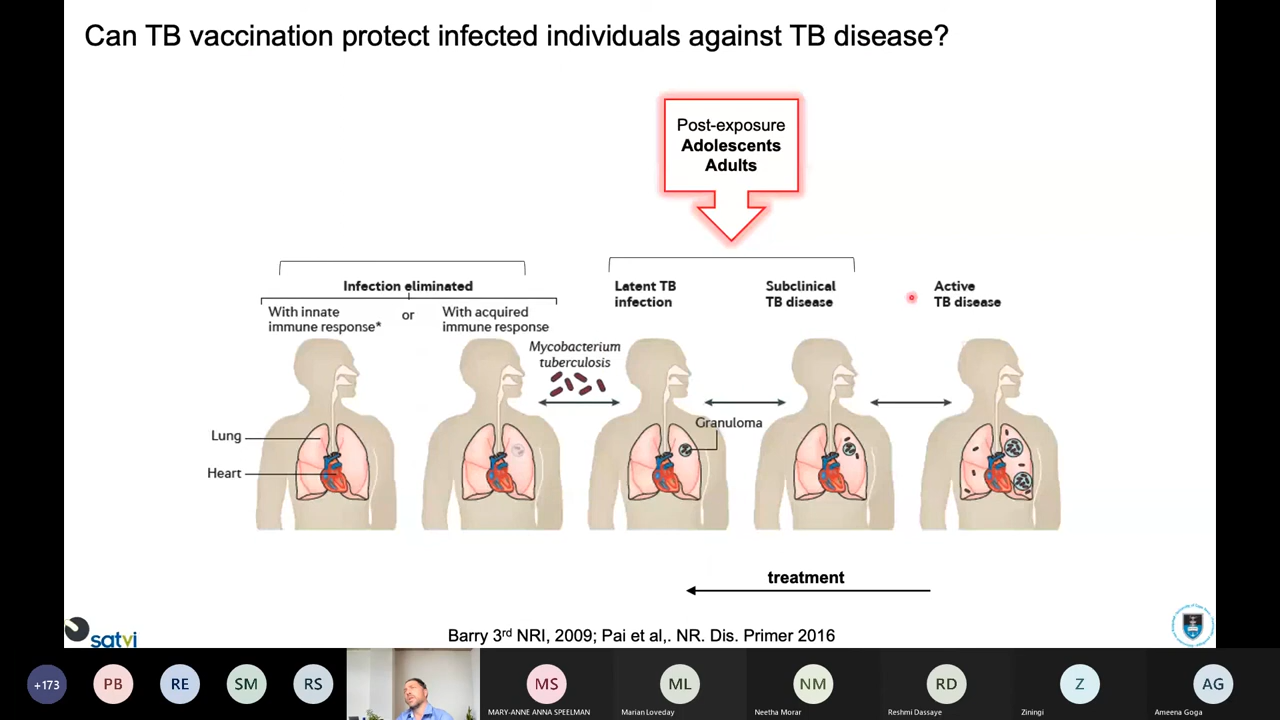 Can TB vaccination protect infected individuals against TB disease?
Post-exposure
Adolescents
Adults
Infection eliminated
With innate
immune response*
or
With acquired
immune response
Mycobacterium
tuberculosis
Latent TB
infection
Subclinical
TB disease
Active
TB disease
Granuloma
Lung
Heart
treatment
satvi
Barry 3rd NRI, 2009; Pai et al,. NR. Dis. Primer 2016
+173
PB
RE
SM
RS
MS
MARY-ANNE ANNA SPEELMAN
ML
Marian Loveday
NM
Neetha Morar
RD
Reshmi Dassaye
Z
Ziningi
AG
Ameena Goga